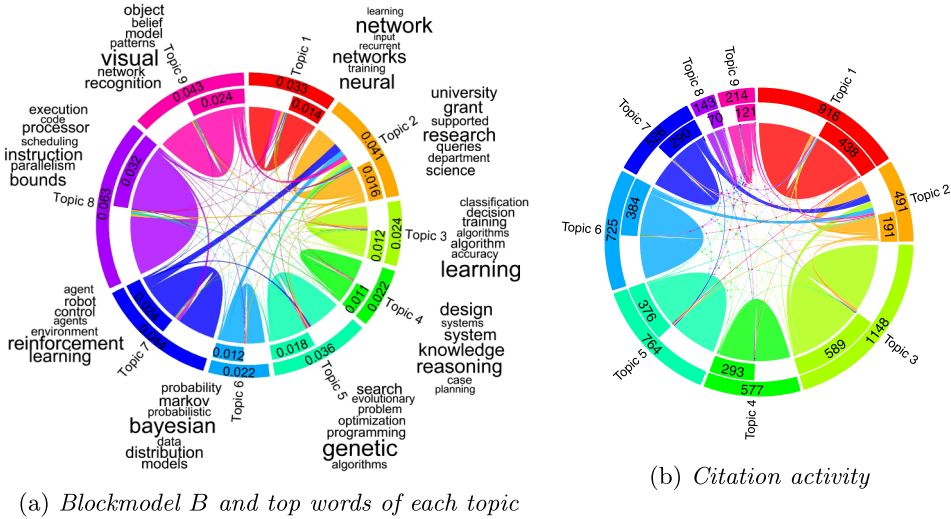 learning
network
input
recurrent
networks
training
neural
object
belief
model
patterns
visual
network
recognition
Topic 9
Topic 1
0.043
0.024
0.033
0.014
university
grant
supported
research
queries
department
science
Topic 2
0.041
0.016
execution
code
processor
scheduling
instruction
parallelism
bounds
Topic 8
0.063
0.032
classification
decision
training
algorithms
algorithm
accuracy
learning
Topic 3
0.024
0.012
Topic 4
0.022
0.011
design
systems
system
knowledge
reasoning
case
planning
agent
robot
control
agents
environment
reinforcement
learning
Topic 7
0.024
Topic 6
0.022
0.012
Topic 5
0.036
0.018
probability
markov
probabilistic
bayesian
data
distribution
models
search
evolutionary
problem
optimization
programming
genetic
algorithms
(a) Blockmodel B and top words of each topic
Topic 8
Topic 9
Topic 1
143
70
214
121
916
438
Topic 7
290
Topic 2
491
191
Topic 6
725
384
Topic 3
1148
589
Topic 5
764
376
Topic 4
577
293
(b) Citation activity